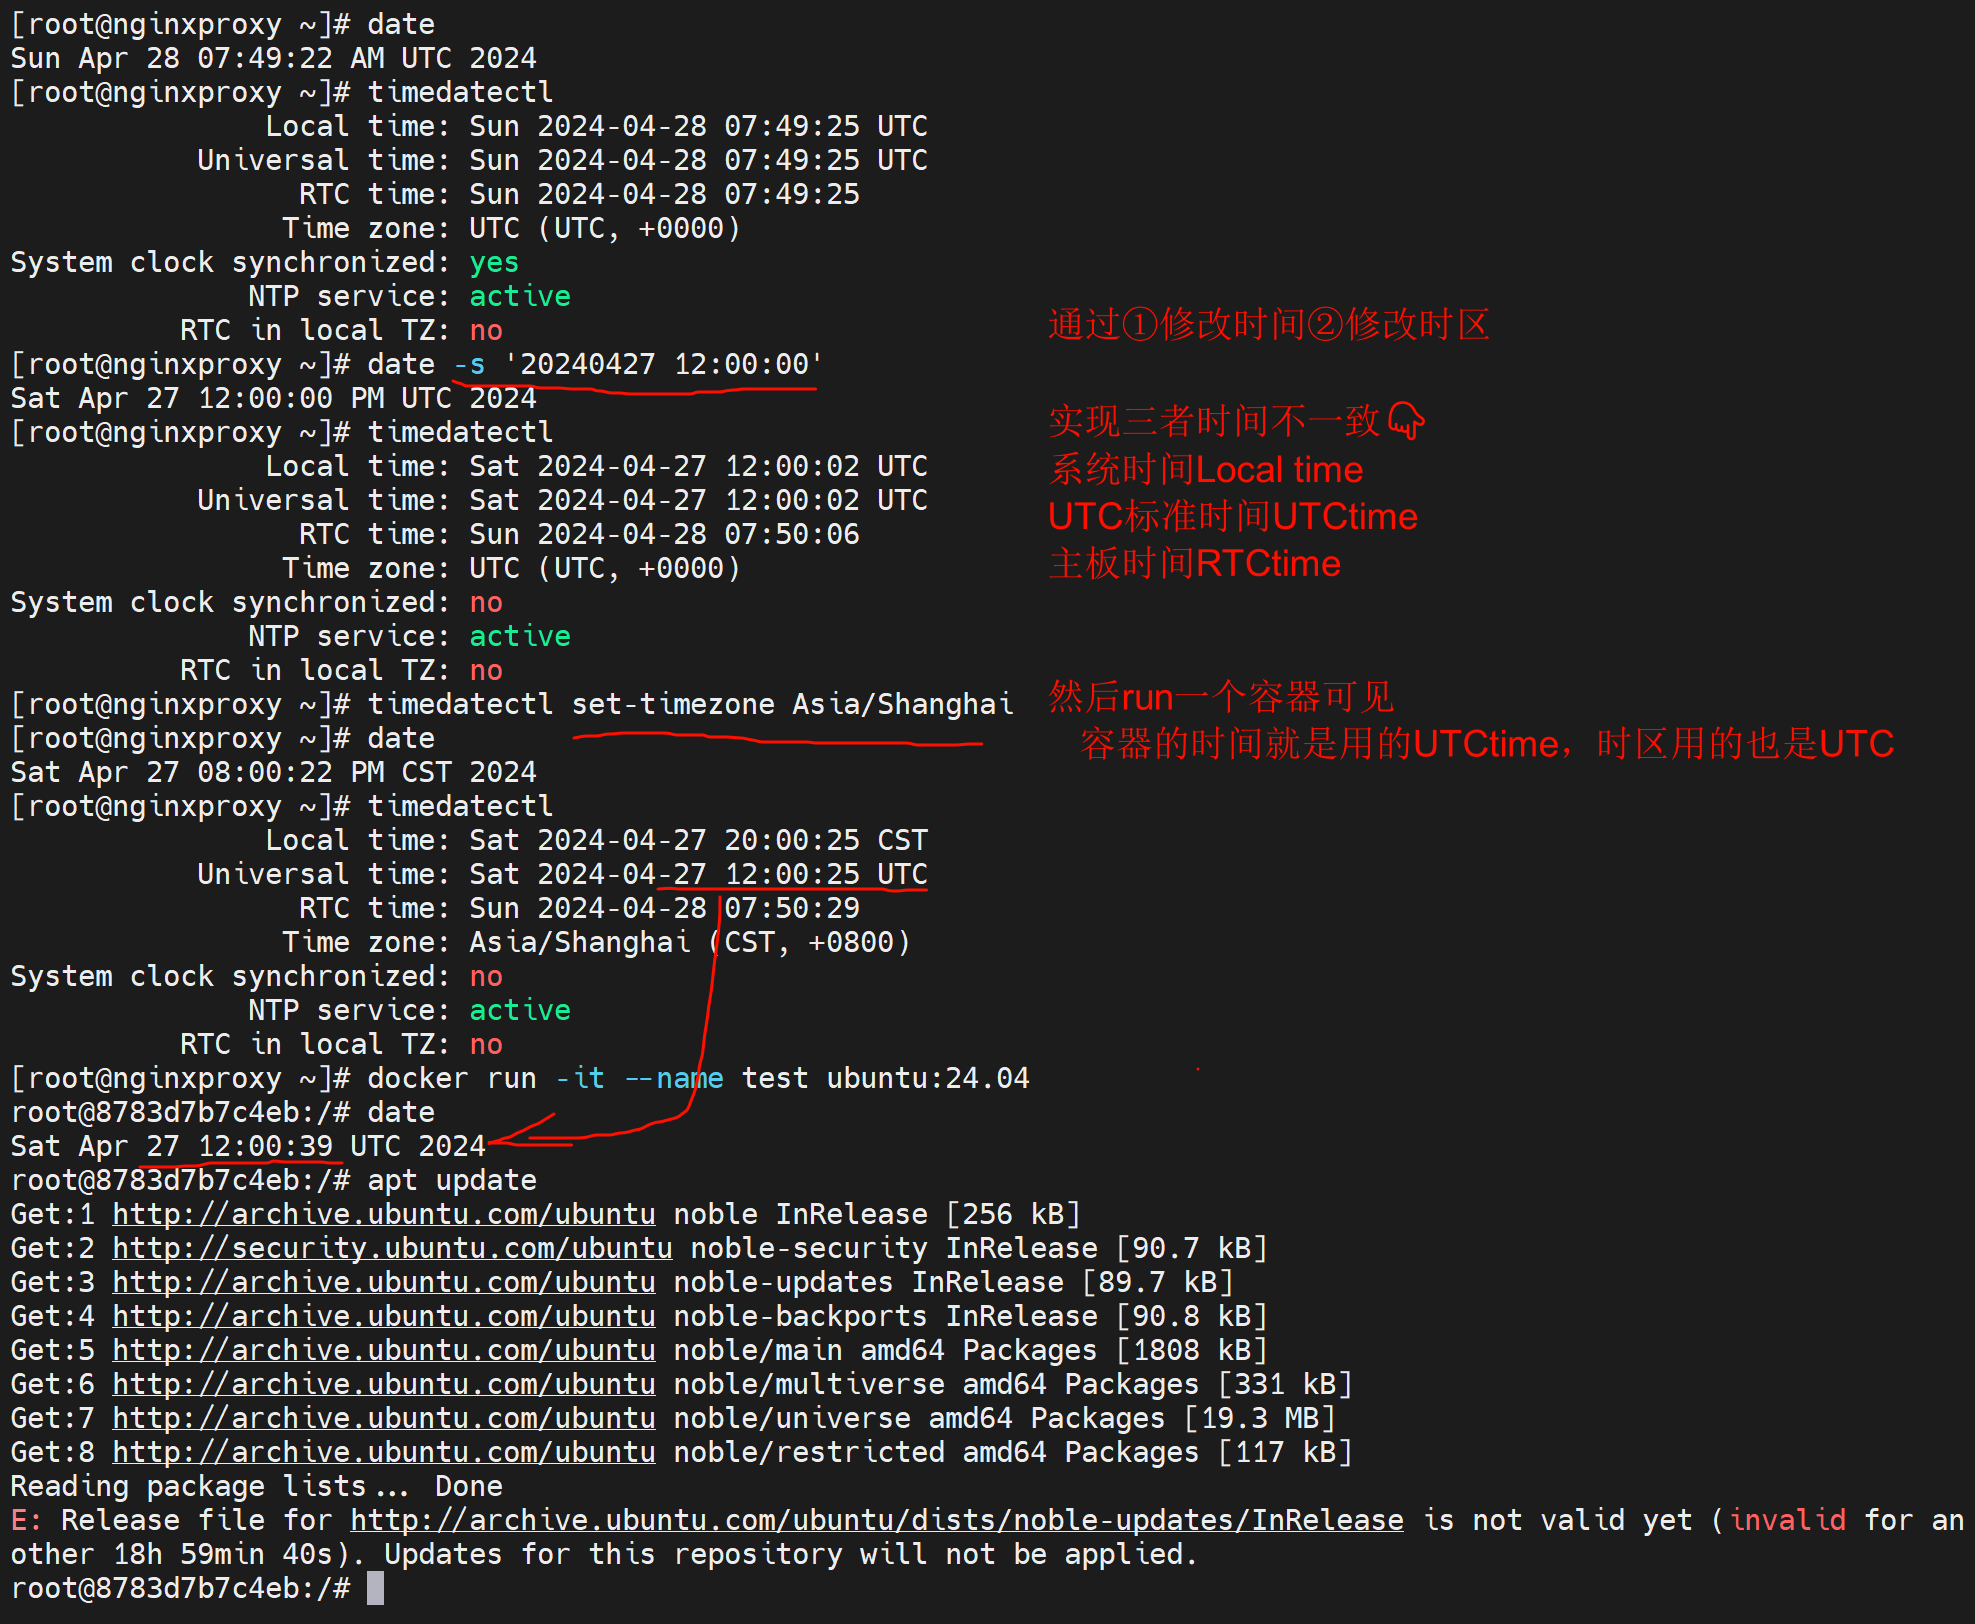 [root@nginxproxy ~]# date
Sun Apr 28 07:49:22 AM UTC 2024
[root@nginxproxy ~]# timedatectl
Local time: Sun 2024-04-28 07:49:25 UTC
Universal time: Sun 2024-04-28 07:49:25 UTC
RTC time: Sun 2024-04-28 07:49:25
Time zone: UTC (UTC, +0000)
System clock synchronized: yes
NTP service: active
RTC in local TZ: no
通过①修改时间②修改时区
[root@nginxproxy ~]# date -s '20240427 12:00:00'
Sat Apr 27 12:00:00 PM UTC 2024
实现三者时间不一致👇
[root@nginxproxy ~]# timedatectl
Local time: Sat 2024-04-27 12:00:02 UTC
系统时间Local time
Universal time: Sat 2024-04-27 12:00:02 UTC
UTC标准时间UTCtime
RTC time: Sun 2024-04-28 07:50:06
Time zone: UTC (UTC, +0000)
主板时间RTCtime
System clock synchronized: no
NTP service: active
RTC in local TZ: no
[root@nginxproxy ~]# timedatectl set-timezone Asia/Shanghai
然后run一个容器可见
[root@nginxproxy ~]# date
容器的时间就是用的UTCtime，时区用的也是UTC
Sat Apr 27 08:00:22 PM CST 2024
[root@nginxproxy ~]# timedatectl
Local time: Sat 2024-04-27 20:00:25 CST
Universal time: Sat 2024-04-27 12:00:25 UTC
RTC time: Sun 2024-04-28 07:50:29
Time zone: Asia/Shanghai (CST, +0800)
System clock synchronized: no
NTP service: active
RTC in local TZ: no
[root@nginxproxy ~]# docker run -it --name test ubuntu:24.04
root@8783d7b7c4eb:/# date
Sat Apr 27 12:00:39 UTC 2024
root@8783d7b7c4eb:/# apt update
Get:1 http://archive.ubuntu.com/ubuntu noble InRelease [256 kB]
Get:2 http://security.ubuntu.com/ubuntu noble-security InRelease [90.7 kB]
Get:3 http://archive.ubuntu.com/ubuntu noble-updates InRelease [89.7 kB]
Get:4 http://archive.ubuntu.com/ubuntu noble-backports InRelease [90.8 kB]
Get:5 http://archive.ubuntu.com/ubuntu noble/main amd64 Packages [1808 kB]
Get:6 http://archive.ubuntu.com/ubuntu noble/multiverse amd64 Packages [331 kB]
Get:7 http://archive.ubuntu.com/ubuntu noble/universe amd64 Packages [19.3 MB]
Get:8 http://archive.ubuntu.com/ubuntu noble/restricted amd64 Packages [117 kB]
Reading package lists... Done
E: Release file for http://archive.ubuntu.com/ubuntu/dists/noble-updates/InRelease is not valid yet (invalid for an
other 18h 59min 40s). Updates for this repository will not be applied.
root@8783d7b7c4eb:/#